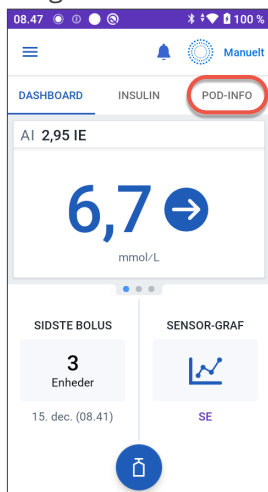 08.47 100 %
Manuelt
DASHBOARD INSULIN POD-INFO
AI 2,95 IE
6,7
mmol/L
SIDSTE BOLUS SENSOR-GRAF
3
Enheder
15. dec. (08.41) SE